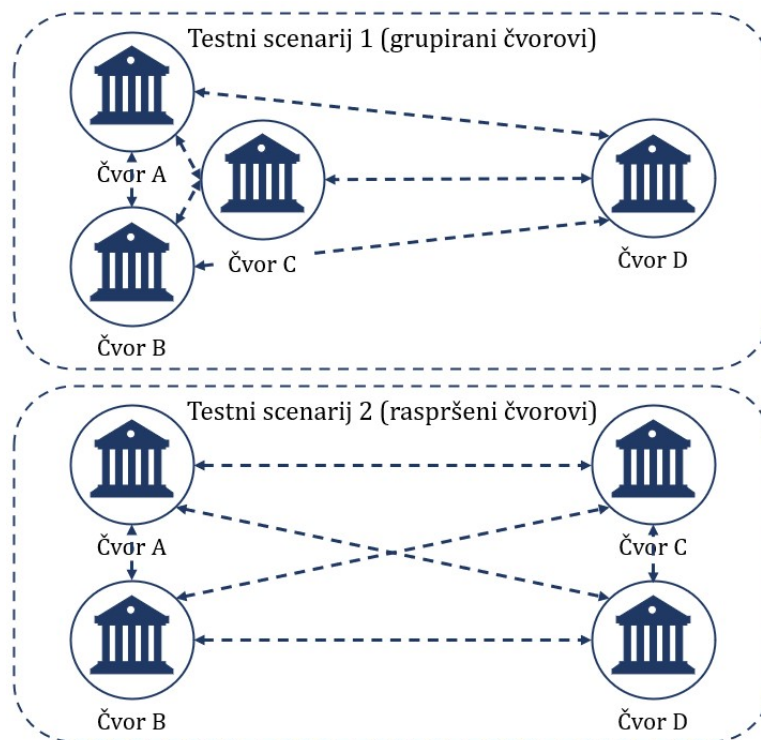 Testni scenarij 1 (grupirani čvorovi)
Čvor A
Čvor C
Čvor D
Čvor B
Testni scenarij 2 (raspršeni čvorovi)
Čvor A
Čvor C
Čvor B
Čvor D